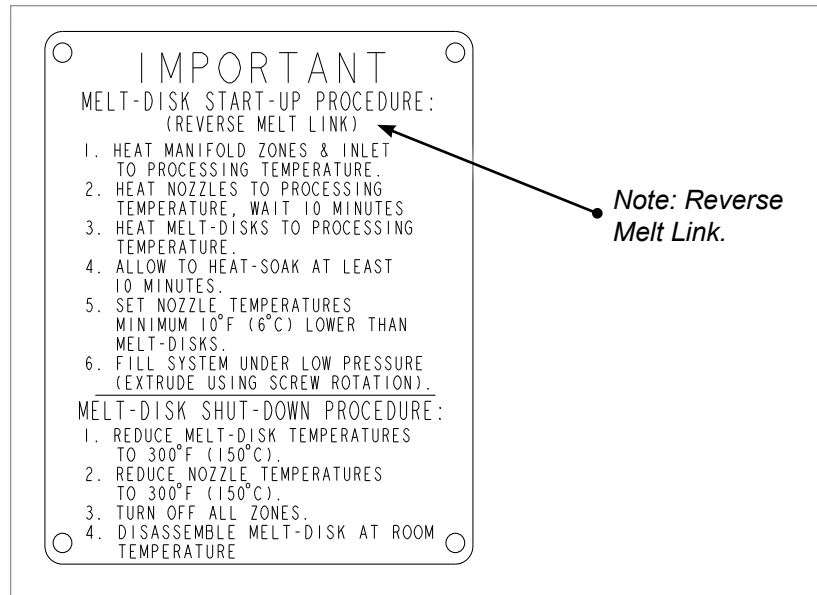 IMPORTANT
MELT-DISK START-UP PROCEDURE:
(REVERSE MELT LINK)
1. HEAT MANIFOLD ZONES & INLET
TO PROCESSING TEMPERATURE.
2. HEAT NOZZLES TO PROCESSING
TEMPERATURE, WAIT 10 MINUTES
3. HEAT MELT-DISKS TO PROCESSING
TEMPERATURE.
4. ALLOW TO HEAT-SOAK AT LEAST
10 MINUTES.
5. SET NOZZLE TEMPERATURES
MINIMUM 10°F (6°C) LOWER THAN
MELT-DISKS.
6. FILL SYSTEM UNDER LOW PRESSURE
(EXTRUDE USING SCREW ROTATION).
MELT-DISK SHUT-DOWN PROCEDURE:
1. REDUCE MELT-DISK TEMPERATURES
TO 300°F (150°C).
2. REDUCE NOZZLE TEMPERATURES
TO 300°F (150°C).
3. TURN OFF ALL ZONES.
4. DISASSEMBLE MELT-DISK AT ROOM
TEMPERATURE
Note: Reverse
Melt Link.